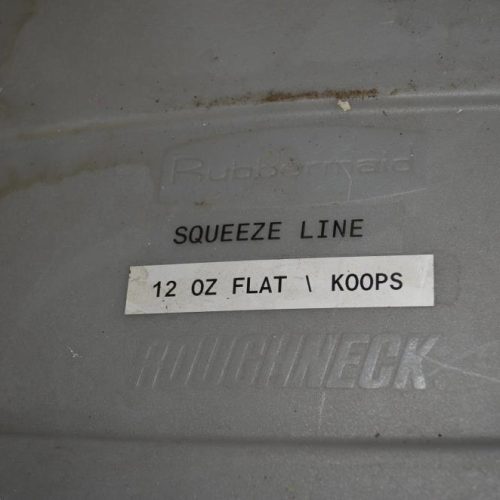 Rubbermaid
SQUEEZE LINE
12 OZ FLAT \ KOOPS
ROUGHNECK